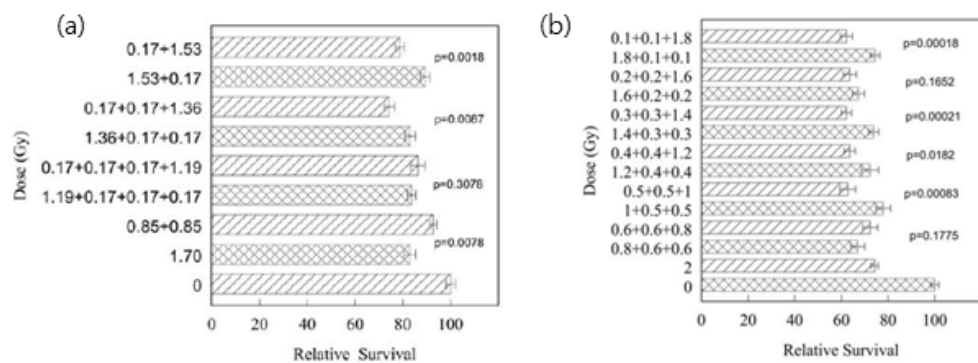 (a)
Dose (Gy)
0.17+1.53
1.53+0.17
0.17+0.17+1.36
1.36+0.17+0.17
0.17+0.17+0.17+1.19
1.19+0.17+0.17+0.17
0.85+0.85
1.70
0
p=0.0018
p=0.0067
p=0.3078
p=0.0078
0 20 40 60 80 100
Relative Survival
(b)
Dose (Gy)
0.1+0.1+1.8
1.8+0.1+0.1
0.2+0.2+1.6
1.6+0.2+0.2
0.3+0.3+1.4
1.4+0.3+0.3
0.4+0.4+1.2
1.2+0.4+0.4
0.5+0.5+1
1+0.5+0.5
0.6+0.6+0.8
0.8+0.6+0.6
2
0
p=0.00018
p=0.1652
p=0.00021
p=0.0182
p=0.00083
p=0.1775
0 20 40 60 80 100
Relative Survival